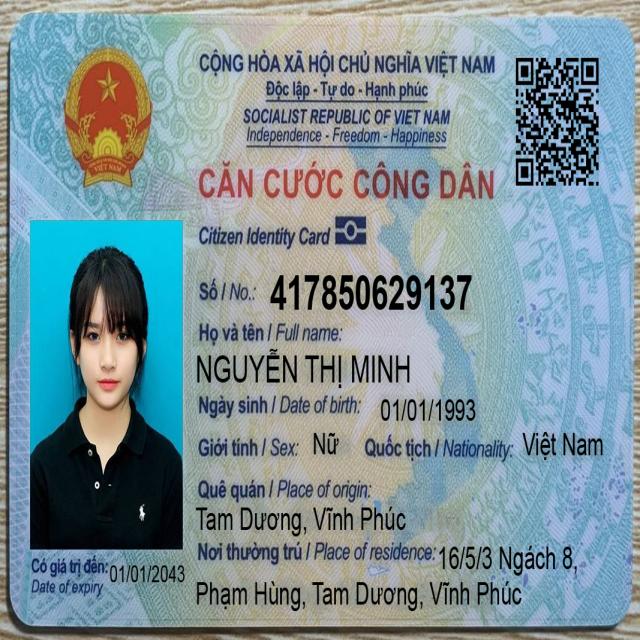 CỘNG HÒA XÃ HỘI CHỦ NGHĨA VIỆT NAM
Độc lập - Tự do - Hạnh phúc
SOCIALIST REPUBLIC OF VIET NAM
Independence - Freedom - Happiness
CĂN CƯỚC CÔNG DÂN
Citizen Identity Card
Số / No.: 417850629137
Họ và tên / Full name:
NGUYỄN THỊ MINH
Ngày sinh / Date of birth: 01/01/1993
Giới tính / Sex: Nữ Quốc tịch / Nationality: Việt Nam
Quê quán / Place of origin:
Tam Dương, Vĩnh Phúc
Nơi thường trú / Place of residence: 16/5/3 Ngách 8,
Phạm Hùng, Tam Dương, Vĩnh Phúc
Có giá trị đến: 01/01/2043
Date of expiry
VIỆT NAM